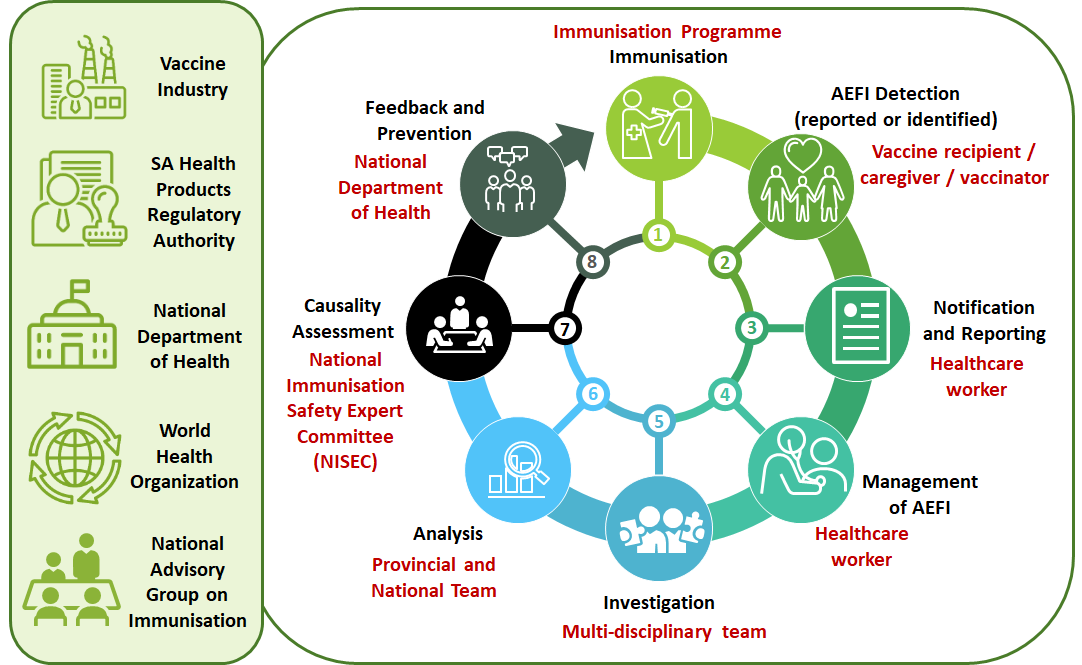 Vaccine
Industry
SA Health
Products
Regulatory
Authority
National
Department
of Health
World
Health
Organization
National
Advisory
Group on
Immunisation
Immunisation Programme
Immunisation
1
AEFI Detection
(reported or identified)
Vaccine recipient /
caregiver / vaccinator
2
Notification
and Reporting
Healthcare
worker
3
Management
of AEFI
Healthcare
worker
4
Investigation
Multi-disciplinary team
5
Analysis
Provincial and
National Team
6
Causality
Assessment
National
Immunisation
Safety Expert
Committee
(NISEC)
7
Feedback and
Prevention
National
Department
of Health
8